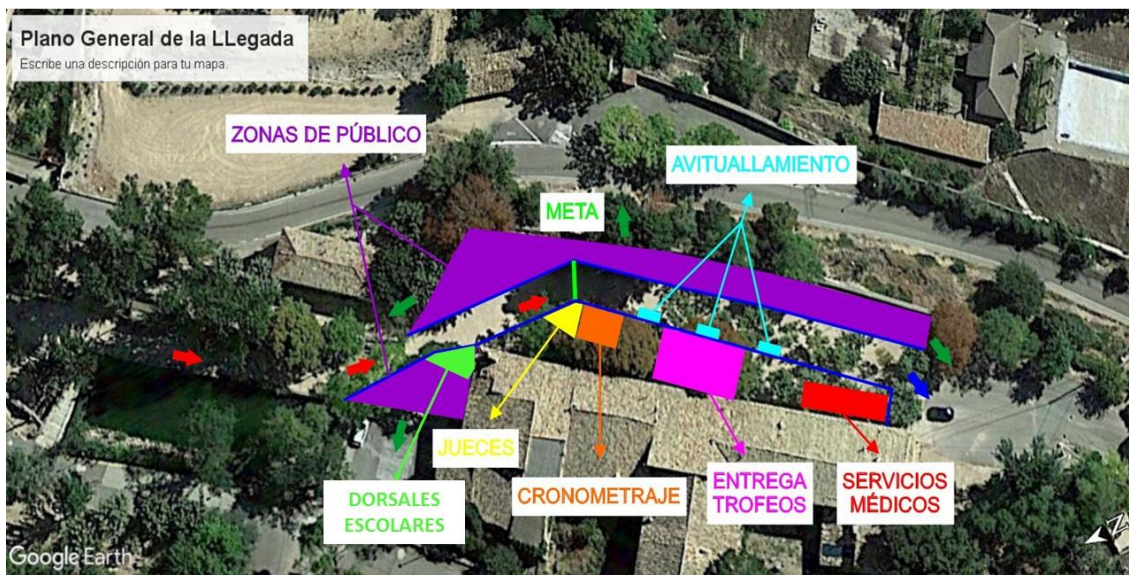 Plano General de la LLegada
Escribe una descripción para tu mapa.
ZONAS DE PÚBLICO
AVITUALLAMIENTO
META
JUECES
DORSALES
ESCOLARES
CRONOMETRAJE
ENTREGA
TROFEOS
SERVICIOS
MÉDICOS
Google Earth
N